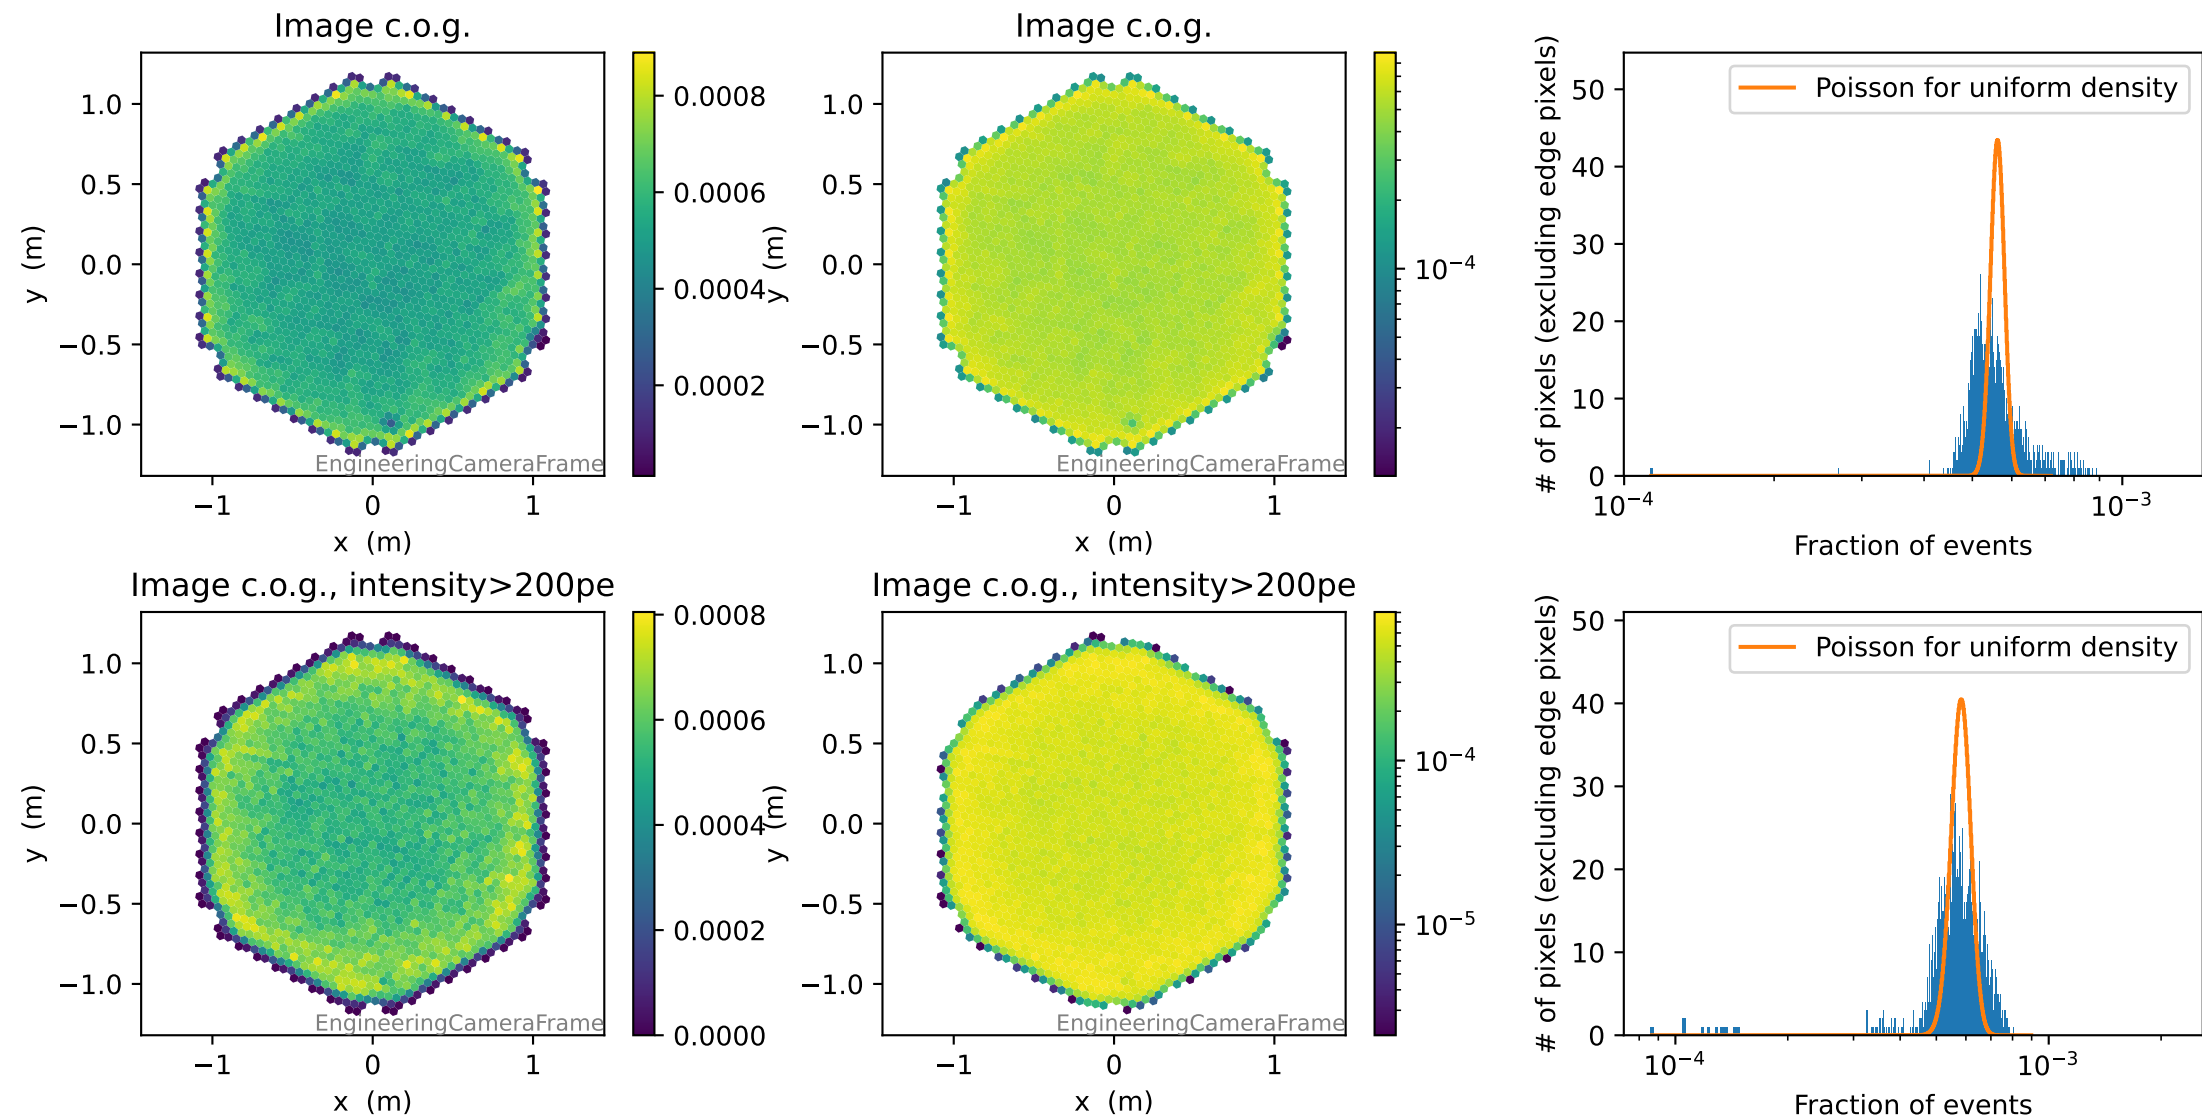 Image c.o.g.
Image c.o.g.
1.0
0.5
0.0
−0.5
−1.0
y (m)
−1
0
1
x (m)
EngineeringCameraFrame
0.0008
0.0006
0.0004
0.0002
1.0
0.5
0.0
−0.5
−1.0
y (m)
−1
0
1
x (m)
EngineeringCameraFrame
10−4
# of pixels (excluding edge pixels)
50
40
30
20
10
0
Poisson for uniform density
10−4
10−3
Fraction of events
Image c.o.g., intensity>200pe
Image c.o.g., intensity>200pe
1.0
0.5
0.0
−0.5
−1.0
y (m)
−1
0
1
x (m)
EngineeringCameraFrame
0.0008
0.0006
0.0004
0.0002
0.0000
1.0
0.5
0.0
−0.5
−1.0
y (m)
−1
0
1
x (m)
EngineeringCameraFrame
10−4
10−5
# of pixels (excluding edge pixels)
50
40
30
20
10
0
Poisson for uniform density
10−4
10−3
Fraction of events